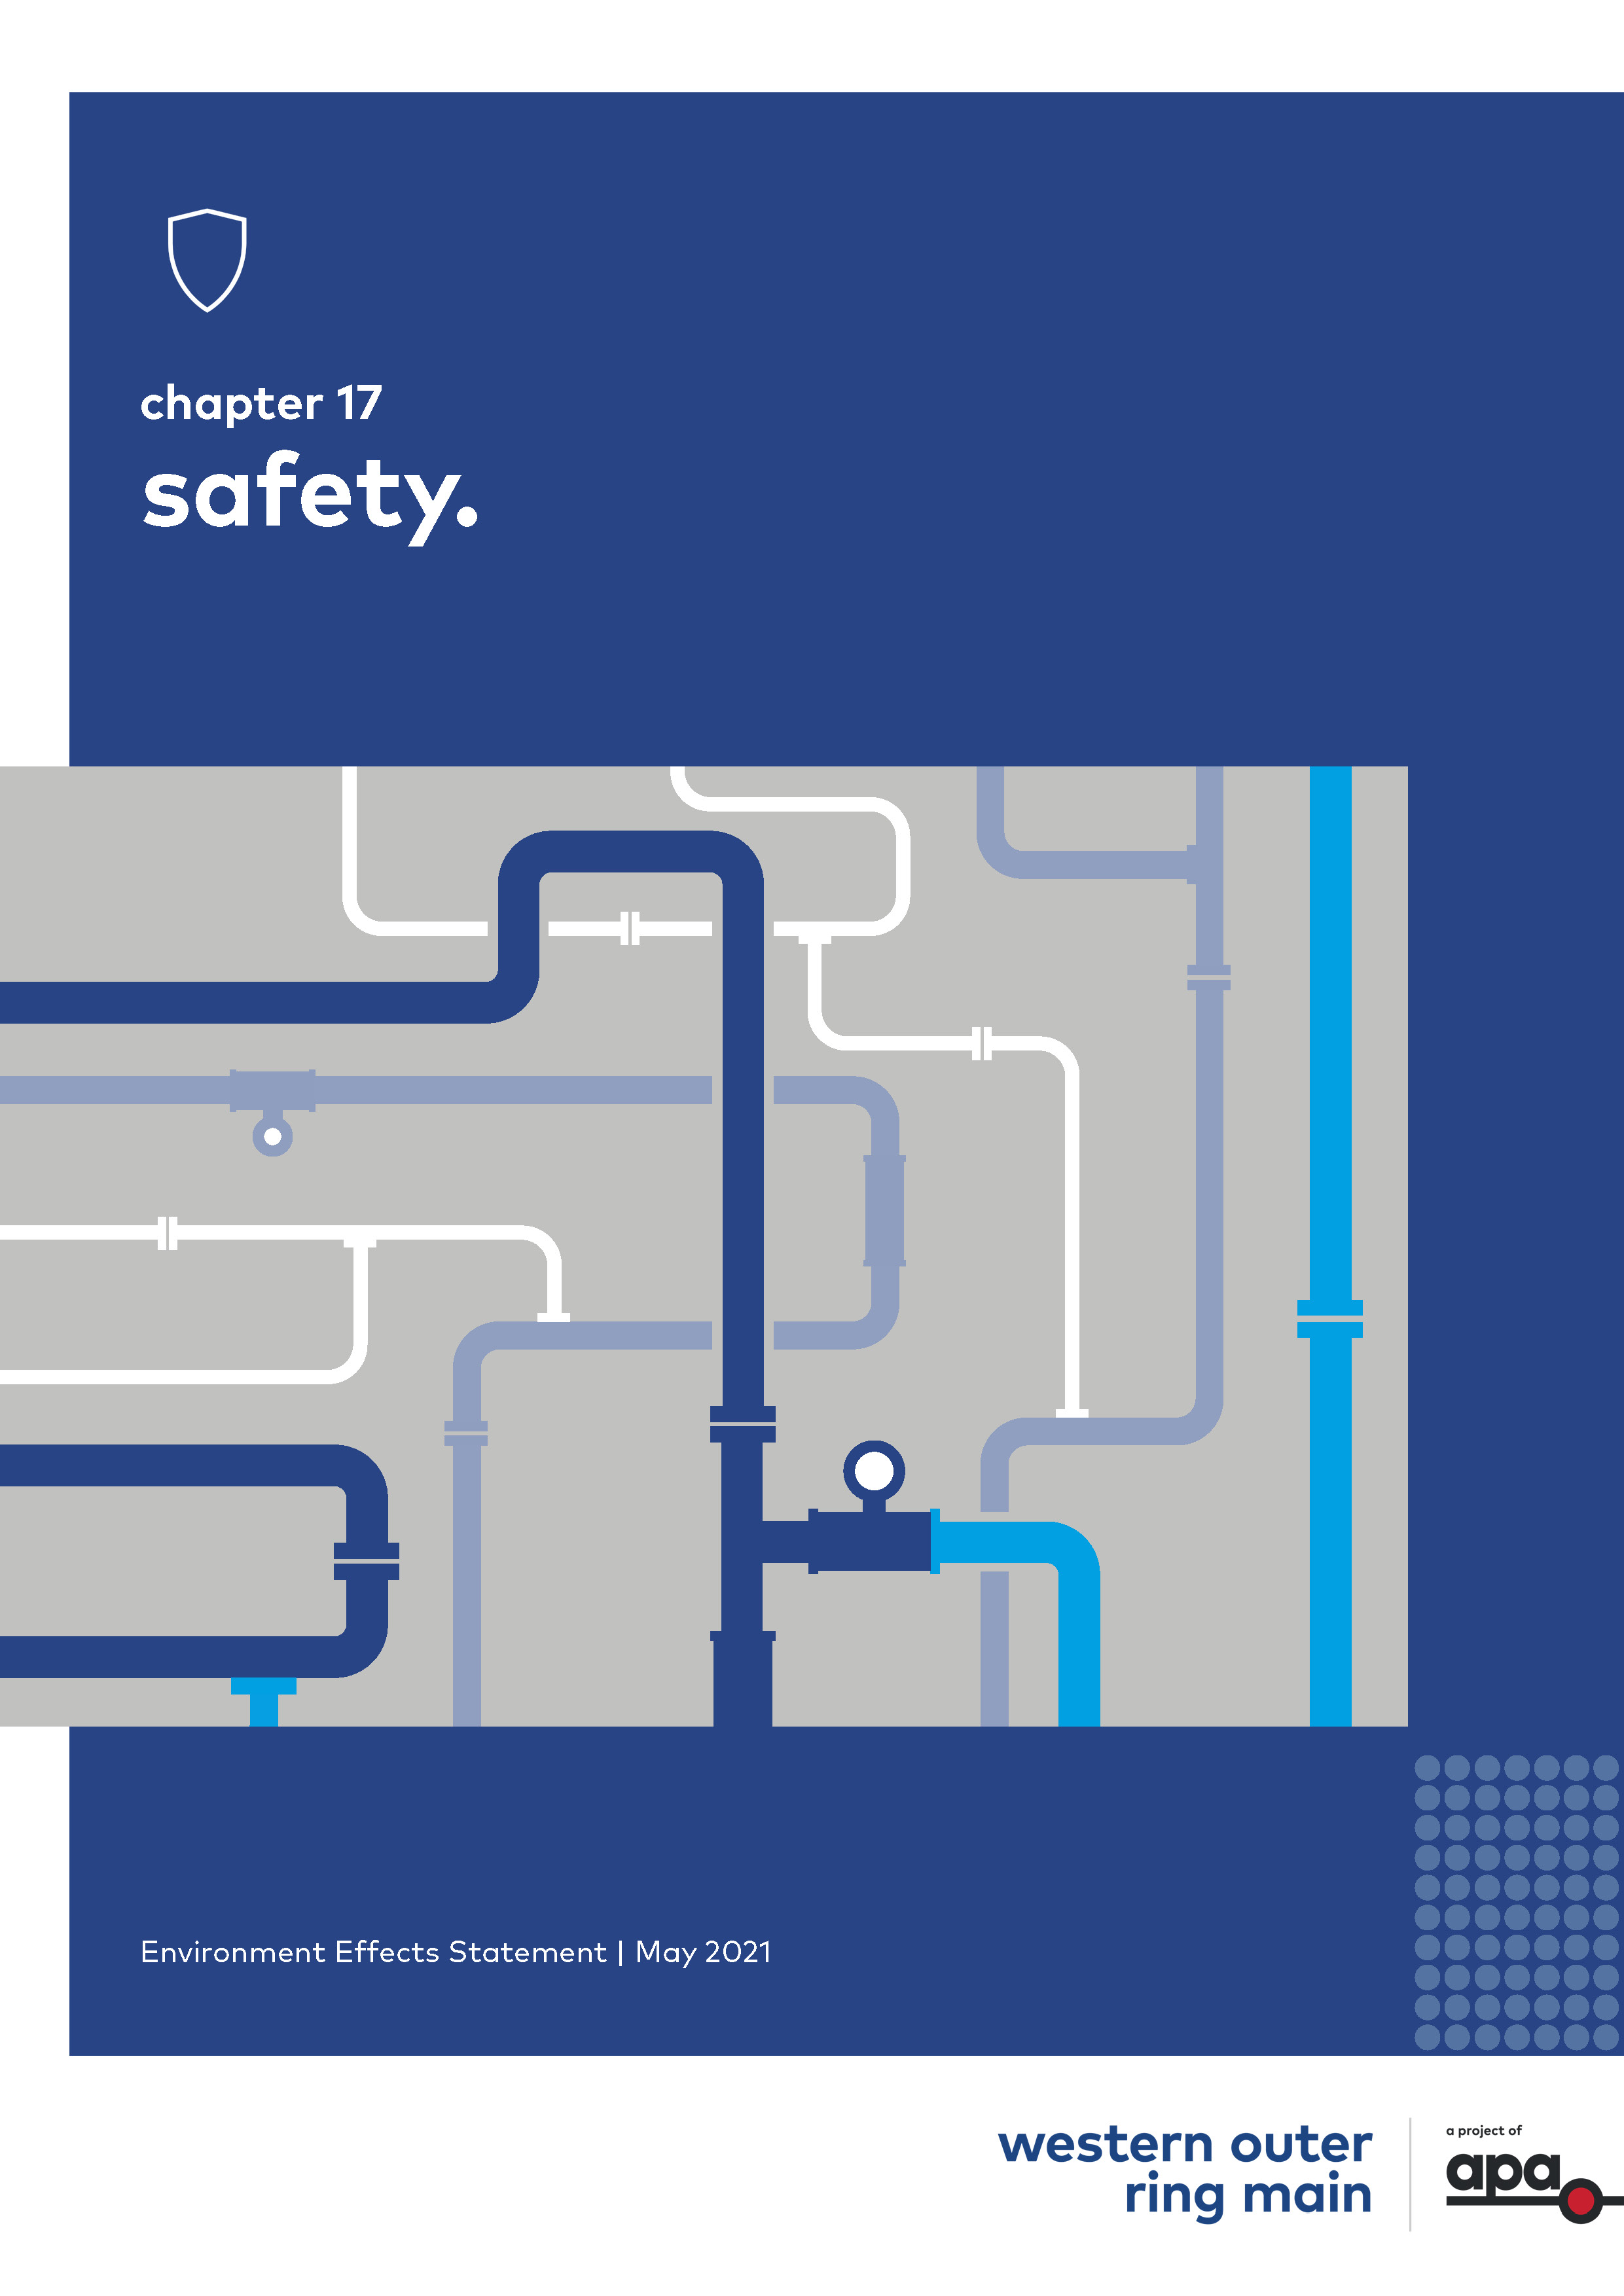 chapter 17
safety.
Environment Effects Statement | May 2021
western outer
ring main
a project of
apa